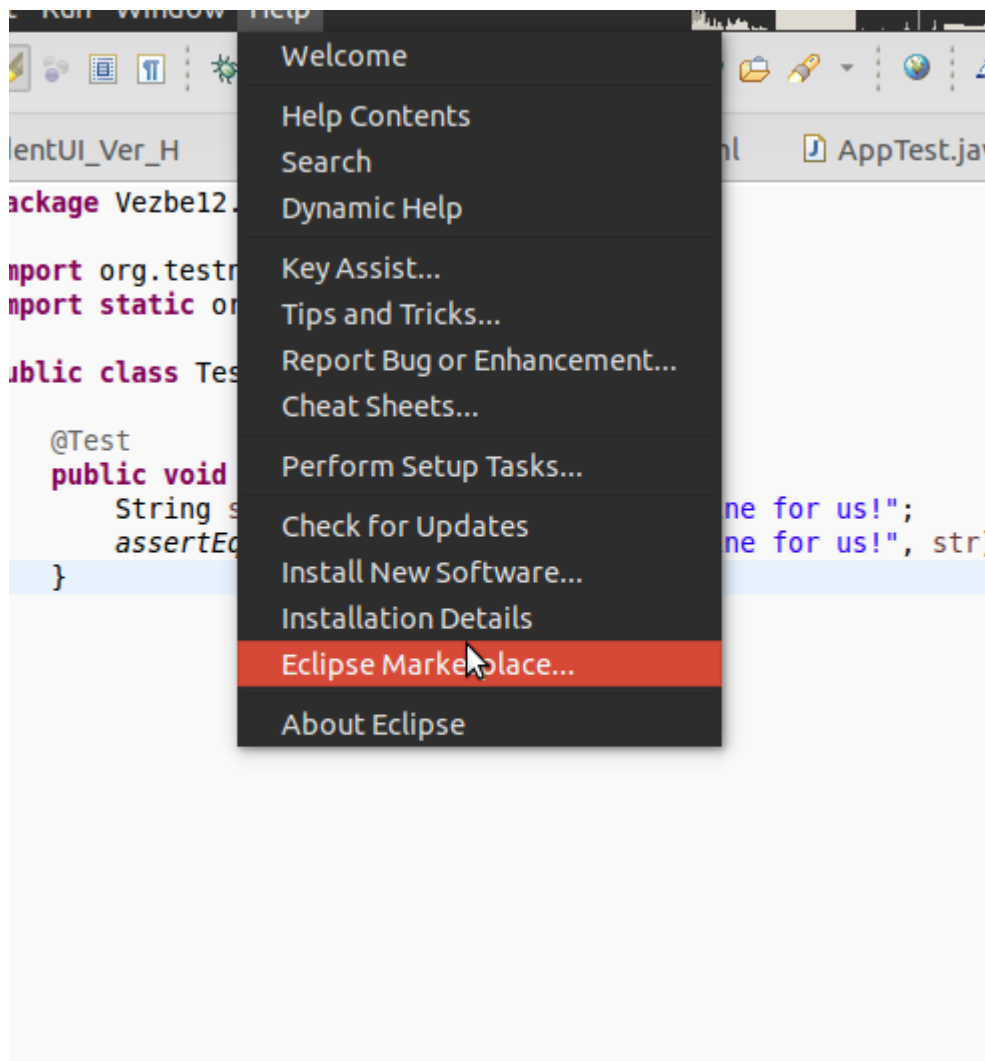 Run Window Help
entUI_Ver_H
AppTest.ja
Welcome
Help Contents
Search
Dynamic Help
Key Assist...
Tips and Tricks...
Report Bug or Enhancement...
Cheat Sheets...
Perform Setup Tasks...
Check for Updates
Install New Software...
Installation Details
Eclipse Marketplace...
About Eclipse
ackage Vezbe12.
mport org.testn
mport static or
ublic class Tes
@Test
public void
String s ne for us!";
assertEq ne for us!", str)
}